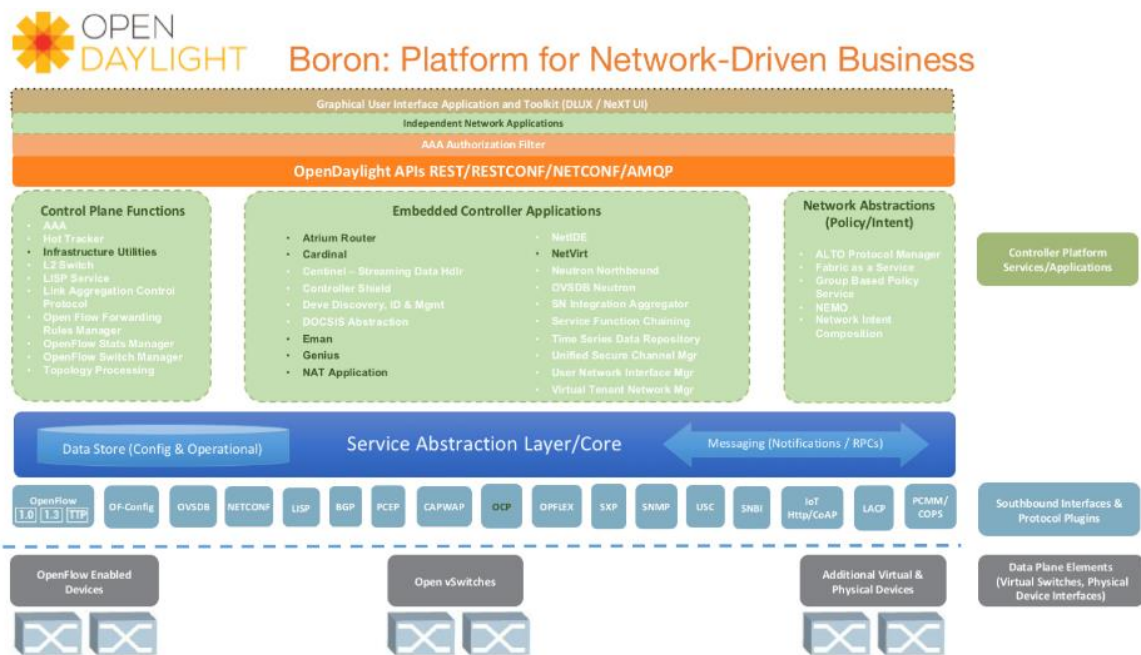 OPEN
DAYLIGHT
Boron: Platform for Network-Driven Business
Graphical User Interface Application and Toolkit (DLUX / NeXT UI)
Independent Network Applications
AAA Authorization Filter
OpenDaylight APIs REST/RESTCONF/NETCONF/AMQP
Control Plane Functions
• AAA
• Hot Tracker
• Infrastructure Utilities
• L2 Switch
• LISP Service
• Link Aggregation Control
Protocol
• Open Flow Forwarding
Rules Manager
• OpenFlow Stats Manager
• OpenFlow Switch Manager
• Topology Processing
Embedded Controller Applications
• Atrium Router
• Cardinal
• Centinel – Streaming Data Hdlr
• Controller Shield
• Deve Discovery, ID & Mgmt
• DOCSIS Abstraction
• Eman
• Genius
• NAT Application
• NetIDE
• NetVirt
• Neutron Northbound
• OVSDB Neutron
• SN Integration Aggregator
• Service Function Chaining
• Time Series Data Repository
• Unified Secure Channel Mgr
• User Network Interface Mgr
• Virtual Tenant Network Mgr
Network Abstractions
(Policy/Intent)
• ALTO Protocol Manager
• Fabric as a Service
• Group Based Policy
Service
• NEMO
• Network Intent
Composition
Controller Platform
Services/Applications
Data Store (Config & Operational)
Service Abstraction Layer/Core
Messaging (Notifications / RPCs)
OpenFlow
1.0 1.3 TTP
OF-Config
OVSDB
NETCONF
LISP
BGP
PCEP
CAPWAP
OCP
OPFLEX
SXP
SNMP
USC
SNBI
IoT
Http/CoAP
LACP
PCMM/
COPS
Southbound Interfaces &
Protocol Plugins
OpenFlow Enabled
Devices
Open vSwitches
Additional Virtual &
Physical Devices
Data Plane Elements
(Virtual Switches, Physical
Device Interfaces)